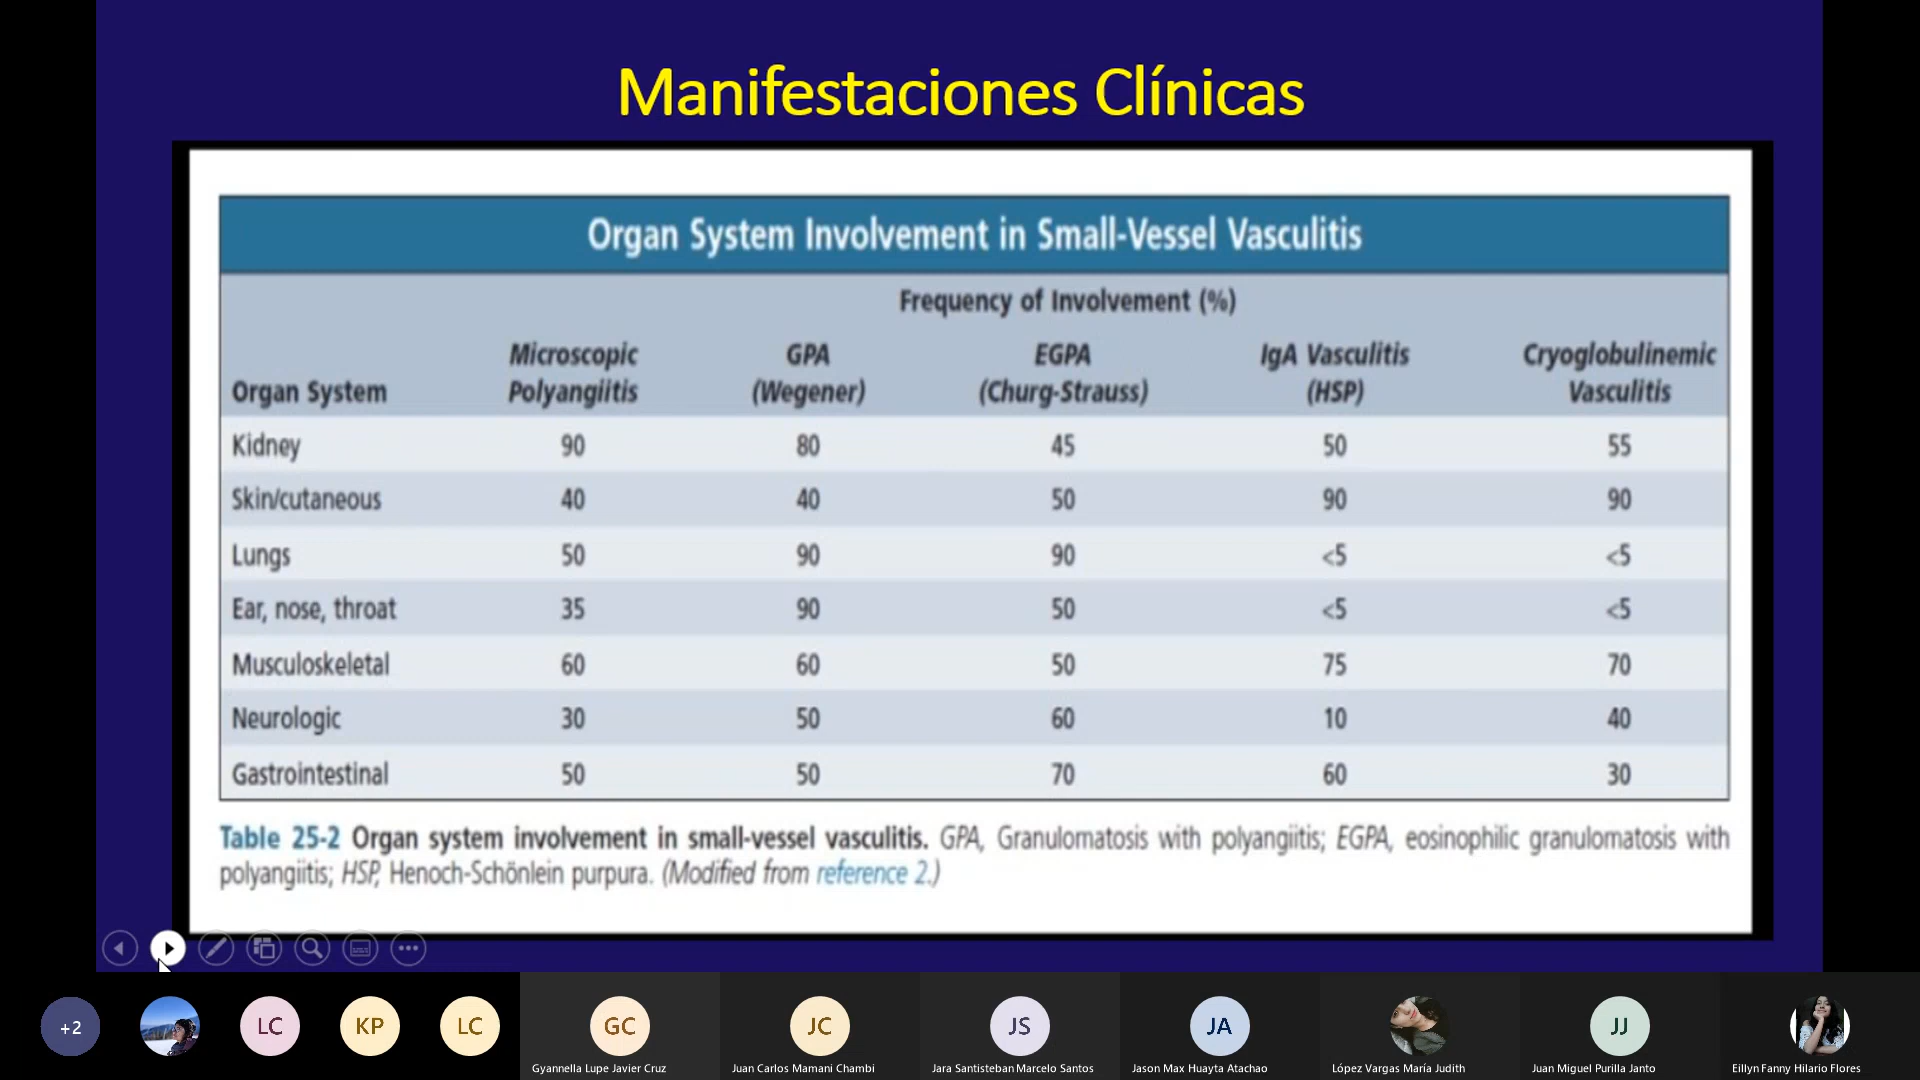 Manifestaciones Clínicas
Organ System Involvement in Small-Vessel Vasculitis
Frequency of Involvement (%)
Organ System Microscopic Polyangiitis GPA (Wegener) EGPA (Churg-Strauss) IgA Vasculitis (HSP) Cryoglobulinemic Vasculitis
Kidney 90 80 45 50 55
Skin/cutaneous 40 40 50 90 90
Lungs 50 90 90 <5 <5
Ear, nose, throat 35 90 50 <5 <5
Musculoskeletal 60 60 50 75 70
Neurologic 30 50 60 10 40
Gastrointestinal 50 50 70 60 30
Table 25-2 Organ system involvement in small-vessel vasculitis. GPA, Granulomatosis with polyangiitis; EGPA, eosinophilic granulomatosis with
polyangiitis; HSP, Henoch-Schönlein purpura. (Modified from reference 2.)
+2 LC KP LC GC JC JS JA JJ
Gyannella Lupe Javier Cruz Juan Carlos Mamani Chambi Jara Santisteban Marcelo Santos Jason Max Huayta Atachao López Vargas María Judith Juan Miguel Purilla Janto Eillyn Fanny Hilario Flores